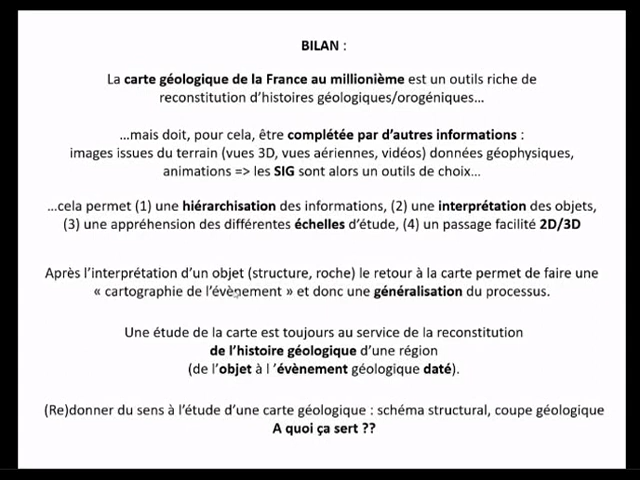 BILAN :
La carte géologique de la France au millionième est un outils riche de
reconstitution d'histoires géologiques/orogéniques...
...mais doit, pour cela, être complétée par d'autres informations :
images issues du terrain (vues 3D, vues aériennes, vidéos) données géophysiques,
animations => les SIG sont alors un outils de choix...
...cela permet (1) une hiérarchisation des informations, (2) une interprétation des objets,
(3) une appréhension des différentes échelles d'étude, (4) un passage facilité 2D/3D
Après l'interprétation d'un objet (structure, roche) le retour à la carte permet de faire une
« cartographie de l'évènement » et donc une généralisation du processus.
Une étude de la carte est toujours au service de la reconstitution
de l'histoire géologique d'une région
(de l'objet à l 'évènement géologique daté).
(Re)donner du sens à l'étude d'une carte géologique : schéma structural, coupe géologique
A quoi ça sert ??